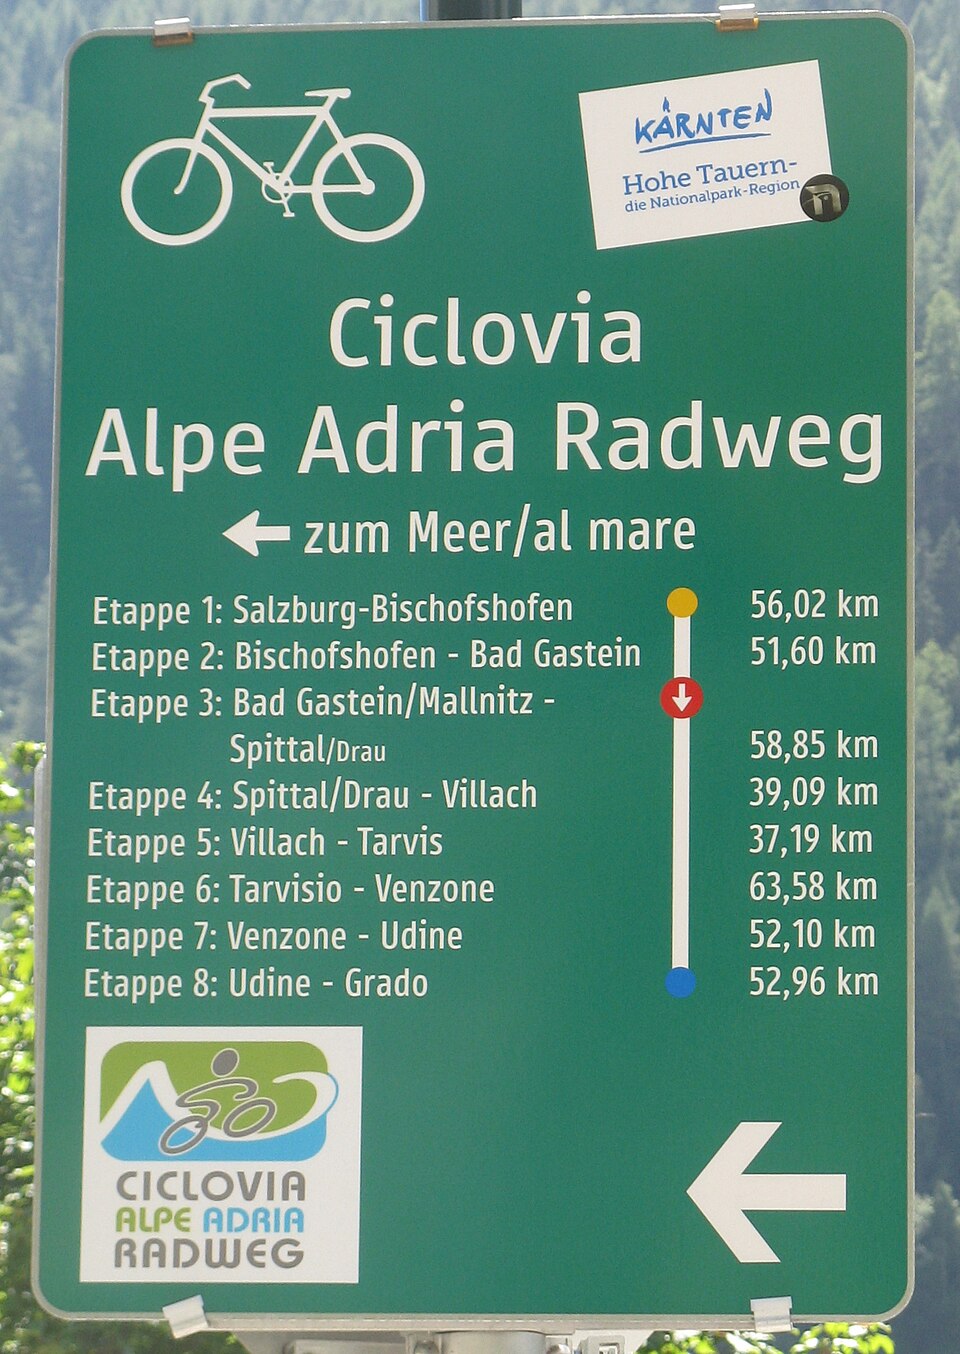 KÄRNTEN
Hohe Tauern-
die Nationalpark-Region
Ciclovia
Alpe Adria Radweg
zum Meer/al mare
Etappe 1: Salzburg-Bischofshofen 56,02 km
Etappe 2: Bischofshofen - Bad Gastein 51,60 km
Etappe 3: Bad Gastein/Mallnitz -
Spittal/Drau 58,85 km
Etappe 4: Spittal/Drau - Villach 39,09 km
Etappe 5: Villach - Tarvis 37,19 km
Etappe 6: Tarvisio - Venzone 63,58 km
Etappe 7: Venzone - Udine 52,10 km
Etappe 8: Udine - Grado 52,96 km
CICLOVIA
ALPE ADRIA
RADWEG